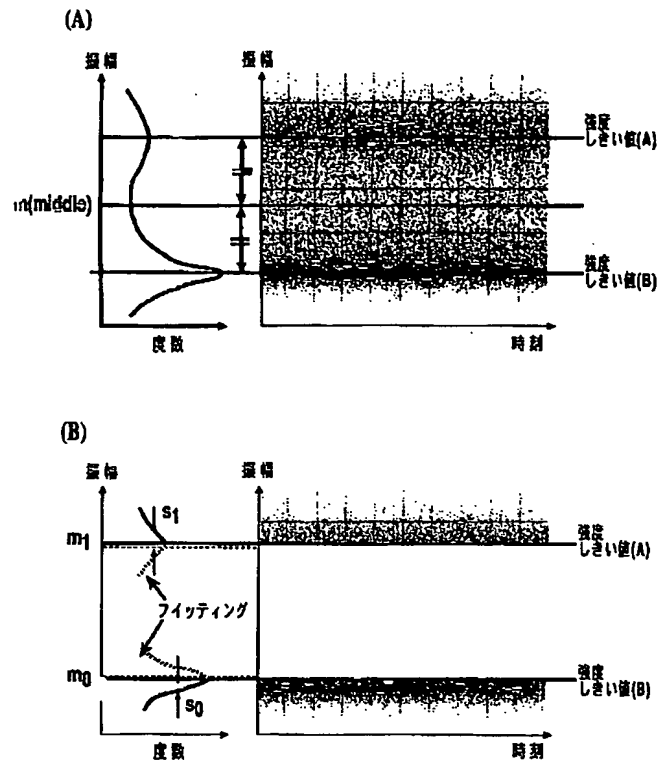 (A)
振幅
振幅
強度
しきい値(A)
m(middle)
強度
しきい値(B)
度数
時刻
(B)
振幅
振幅
s1
m1
強度
しきい値(A)
フィッティング
m0
強度
しきい値(B)
s0
度数
時刻